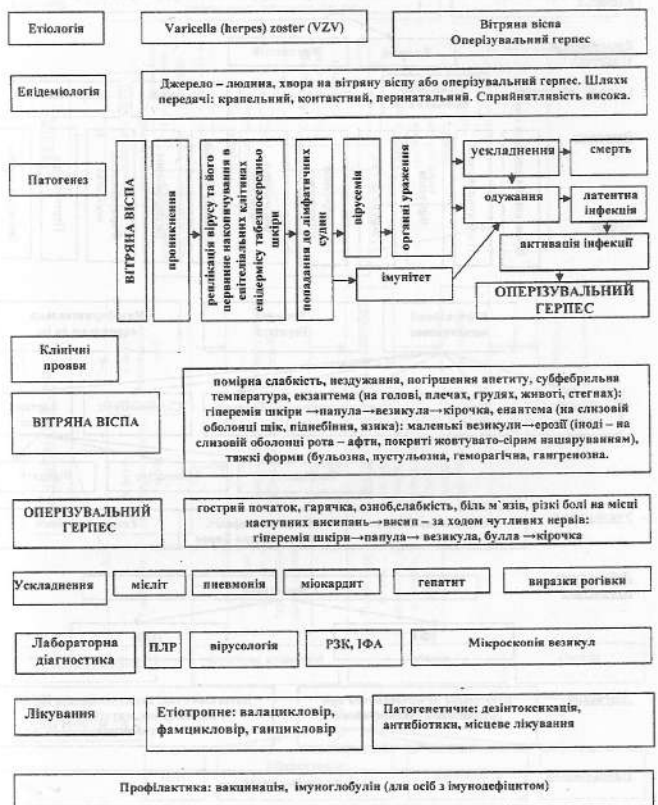 Етіологія
Varicella (herpes) zoster (VZV)
Вітряна віспа
Оперізувальний герпес
Епідеміологія
Джерело – людина, хвора на вітряну віспу або оперізувальний герпес. Шляхи
передачі: крапельний, контактний, перинатальний. Сприйнятливість висока.
Патогенез
ВІТРЯНА ВІСПА
проникнення
реплікація вірусу та його
первинне накопичування в
епітеліальних клітинах
епідермісу табезпосередньо
шкіри
попадання до лімфатичних
судин
вірусемія
органні ураження
імунітет
ускладнення
смерть
одужання
латентна
інфекція
активація інфекції
ОПЕРІЗУВАЛЬНИЙ
ГЕРПЕС
Клінічні
прояви
ВІТРЯНА ВІСПА
помірна слабкість, нездужання, погіршення апетиту, субфебрильна
температура, екзантема (на голові, плечах, грудях, животі, стегнах):
гіперемія шкіри →папула→везикула→кірочка, енантема (на слизовій
оболонці щік, піднебіння, язика): маленькі везикули→ерозії (іноді – на
слизовій оболонці рота – афти, покриті жовтувато-сірим нашаруванням),
тяжкі форми (бульозна, пустульозна, геморагічна, гангренозна.
ОПЕРІЗУВАЛЬНИЙ
ГЕРПЕС
гострий початок, гарячка, озноб,слабкість, біль м`язів, різкі болі на місці
наступних висипань→висип – за ходом чутливих нервів:
гіперемія шкіри→папула→ везикула, булла →кірочка
Ускладнення
мієліт
пневмонія
міокардит
гепатит
виразки рогівки
Лабораторна
діагностика
ПЛР
вірусологія
РЗК, ІФА
Мікроскопія везикул
Лікування
Етіотропне: валацикловір,
фамцикловір, ганцикловір
Патогенетичне: дезінтоксикація,
антибіотики, місцеве лікування
Профілактика: вакцинація, імуноглобулін (для осіб з імунодефіцитом)